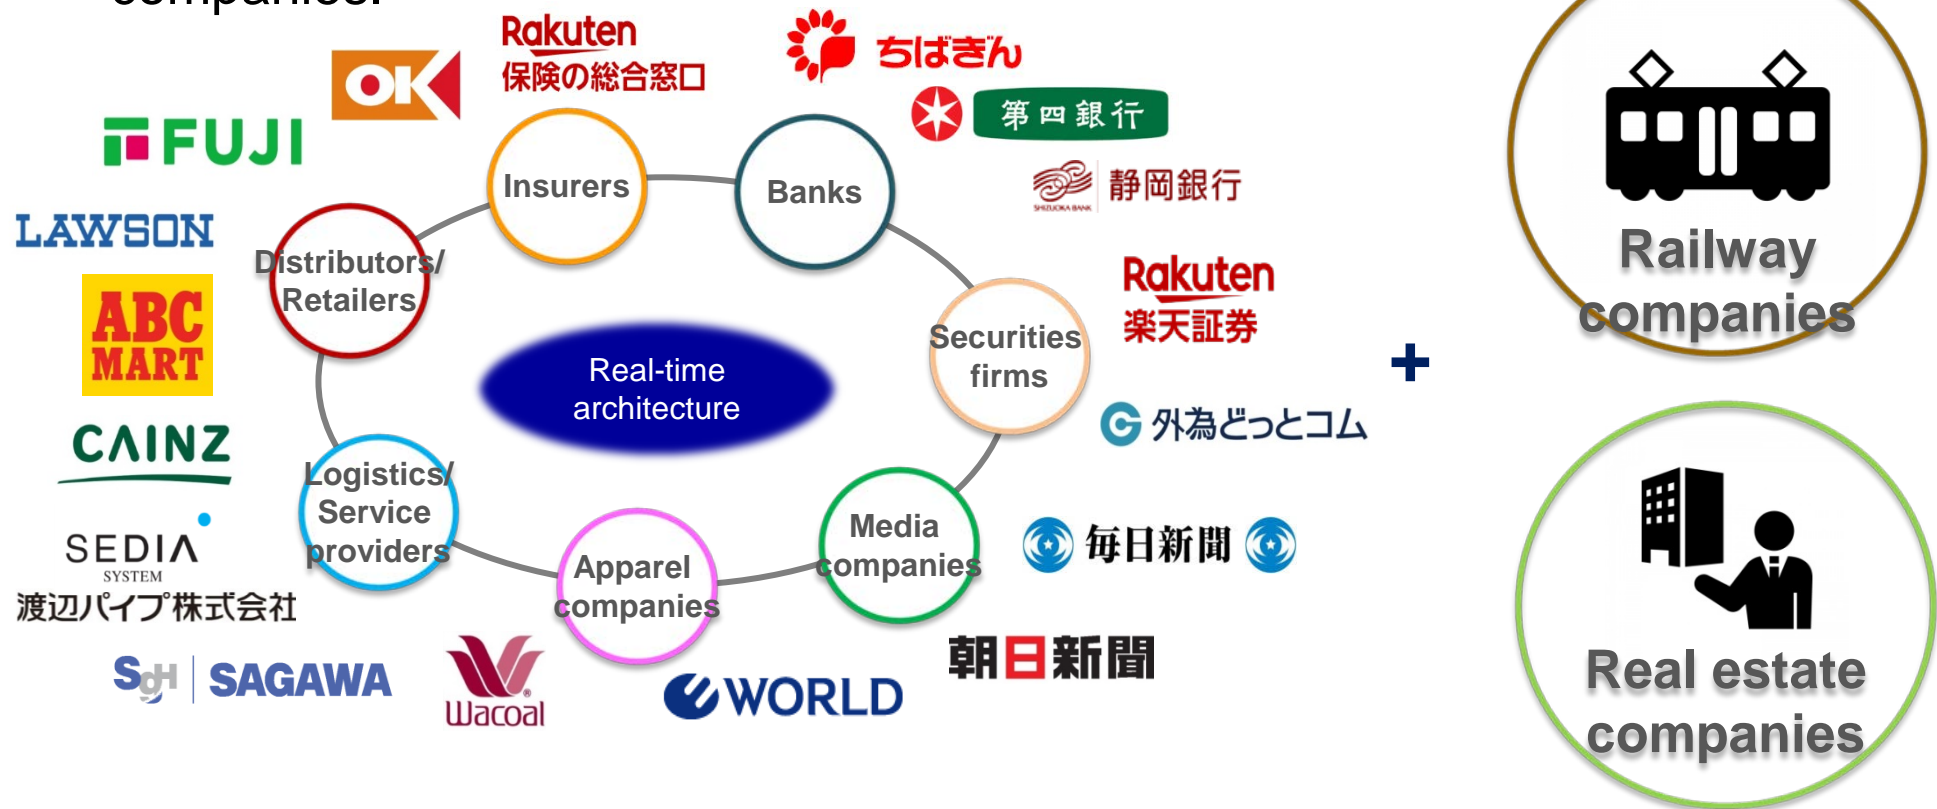 companies.
Rakuten
保険の総合窓口
ちばぎん
OK
第四銀行
FUJI
Insurers
Banks
静岡銀行
SHIZUOKA BANK
LAWSON
Distributors/
Retailers
Railway
companies
Rakuten
楽天証券
ABC
MART
Securities
firms
Real-time
architecture
+
外為どっとコム
CAINZ
Logistics/
Service
providers
Media
companies
毎日新聞
SEDIA
SYSTEM
渡辺パイプ株式会社
Apparel
companies
SgH
SAGAWA
Wacoal
WORLD
朝日新聞
Real estate
companies